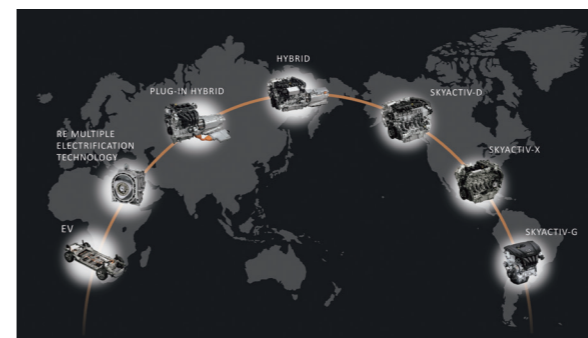 HYBRID
PLUG-IN HYBRID
SKYACTIV-D
RE MULTIPLE
ELECTRIFICATION
TECHNOLOGY
SKYACTIV-X
EV
SKYACTIV-G